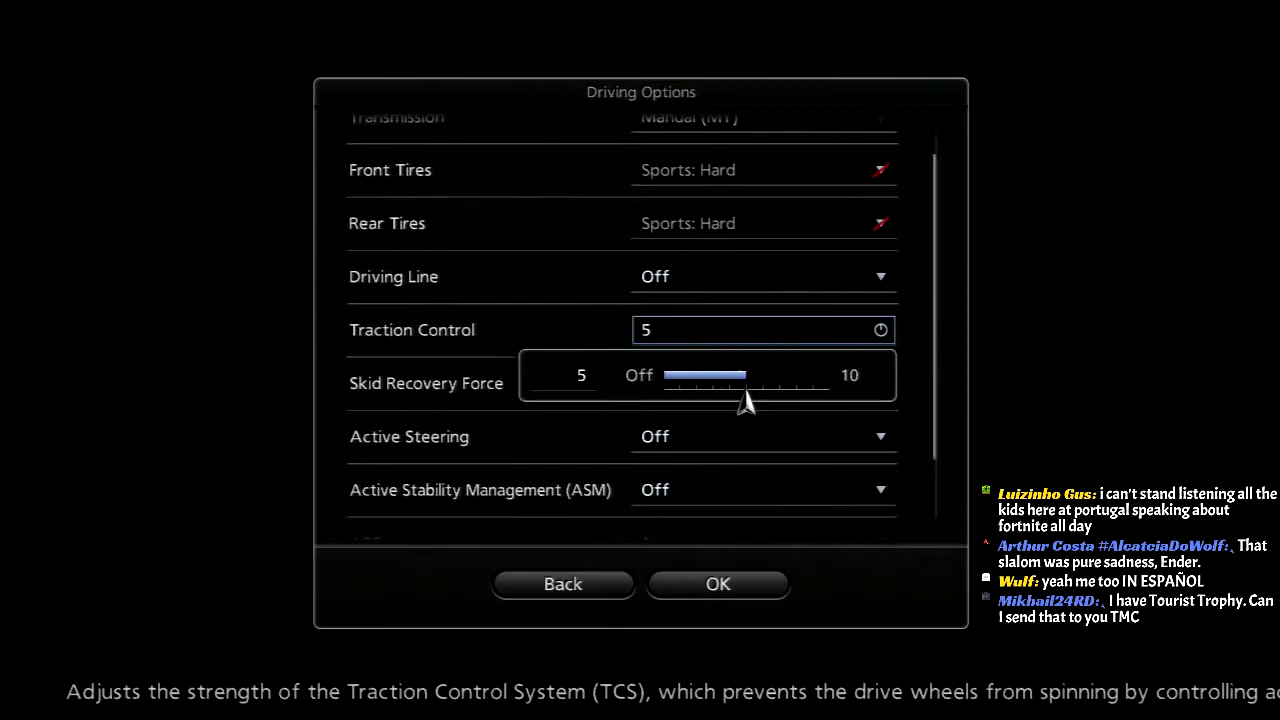 Driving Options
Transmission
Manual (MT)
Front Tires
Sports: Hard
Rear Tires
Sports: Hard
Driving Line
Off
Traction Control
5
5
Off
10
Skid Recovery Force
Active Steering
Off
Active Stability Management (ASM)
Off
Back
OK
Luizinho Gus: i can't stand listening all the
kids here at portugal speaking about
fortnite all day
Arthur Costa #AlcateiaDoWolf: That
slalom was pure sadness, Ender.
Wulf: yeah me too IN ESPAÑOL
Mikhail24RD: I have Tourist Trophy. Can
I send that to you TMC
Adjusts the strength of the Traction Control System (TCS), which prevents the drive wheels from spinning by controlling